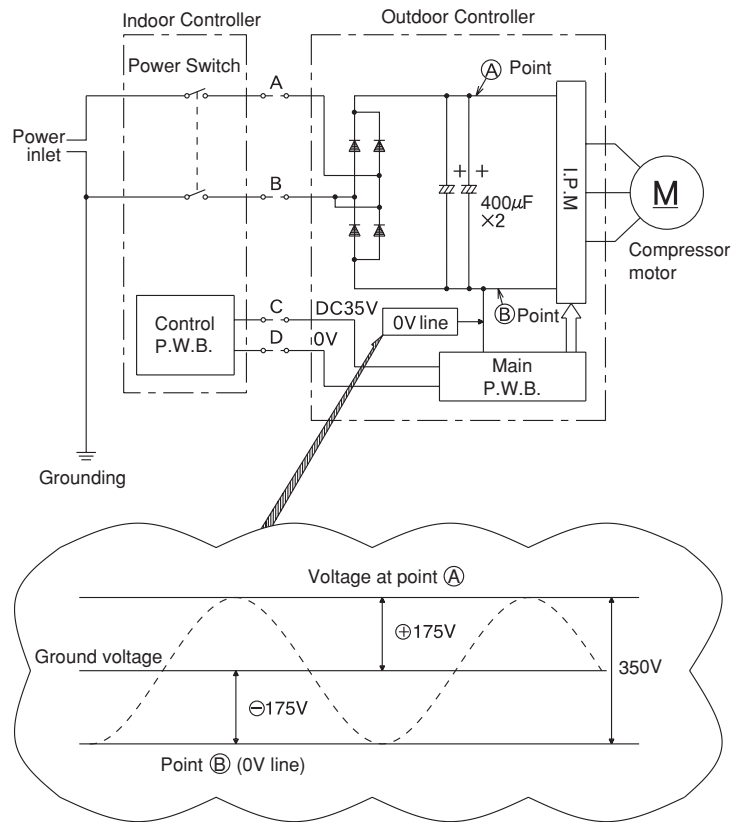 Indoor Controller
Outdoor Controller
Power Switch
A
Ⓐ Point
Power
inlet
B
+ +
400μF
×2
I.P.M
M
Compressor
motor
Control
P.W.B.
C
DC35V
D
0V
0V line
Ⓑ Point
Main
P.W.B.
Grounding
Voltage at point Ⓐ
⊕175V
Ground voltage
350V
⊖175V
Point Ⓑ (0V line)